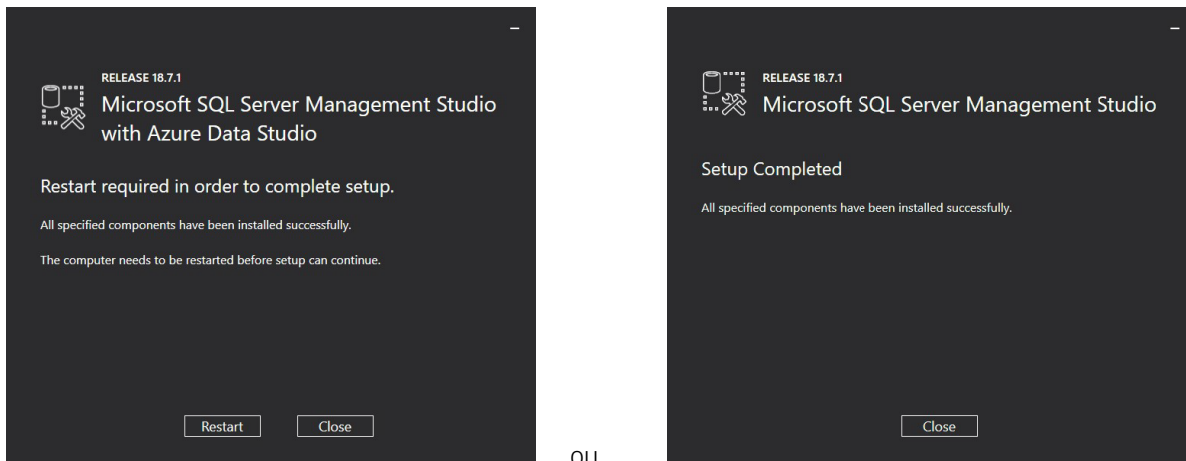 RELEASE 18.7.1
Microsoft SQL Server Management Studio
with Azure Data Studio
Restart required in order to complete setup.
All specified components have been installed successfully.
The computer needs to be restarted before setup can continue.
Restart
Close
ou
RELEASE 18.7.1
Microsoft SQL Server Management Studio
Setup Completed
All specified components have been installed successfully.
Close